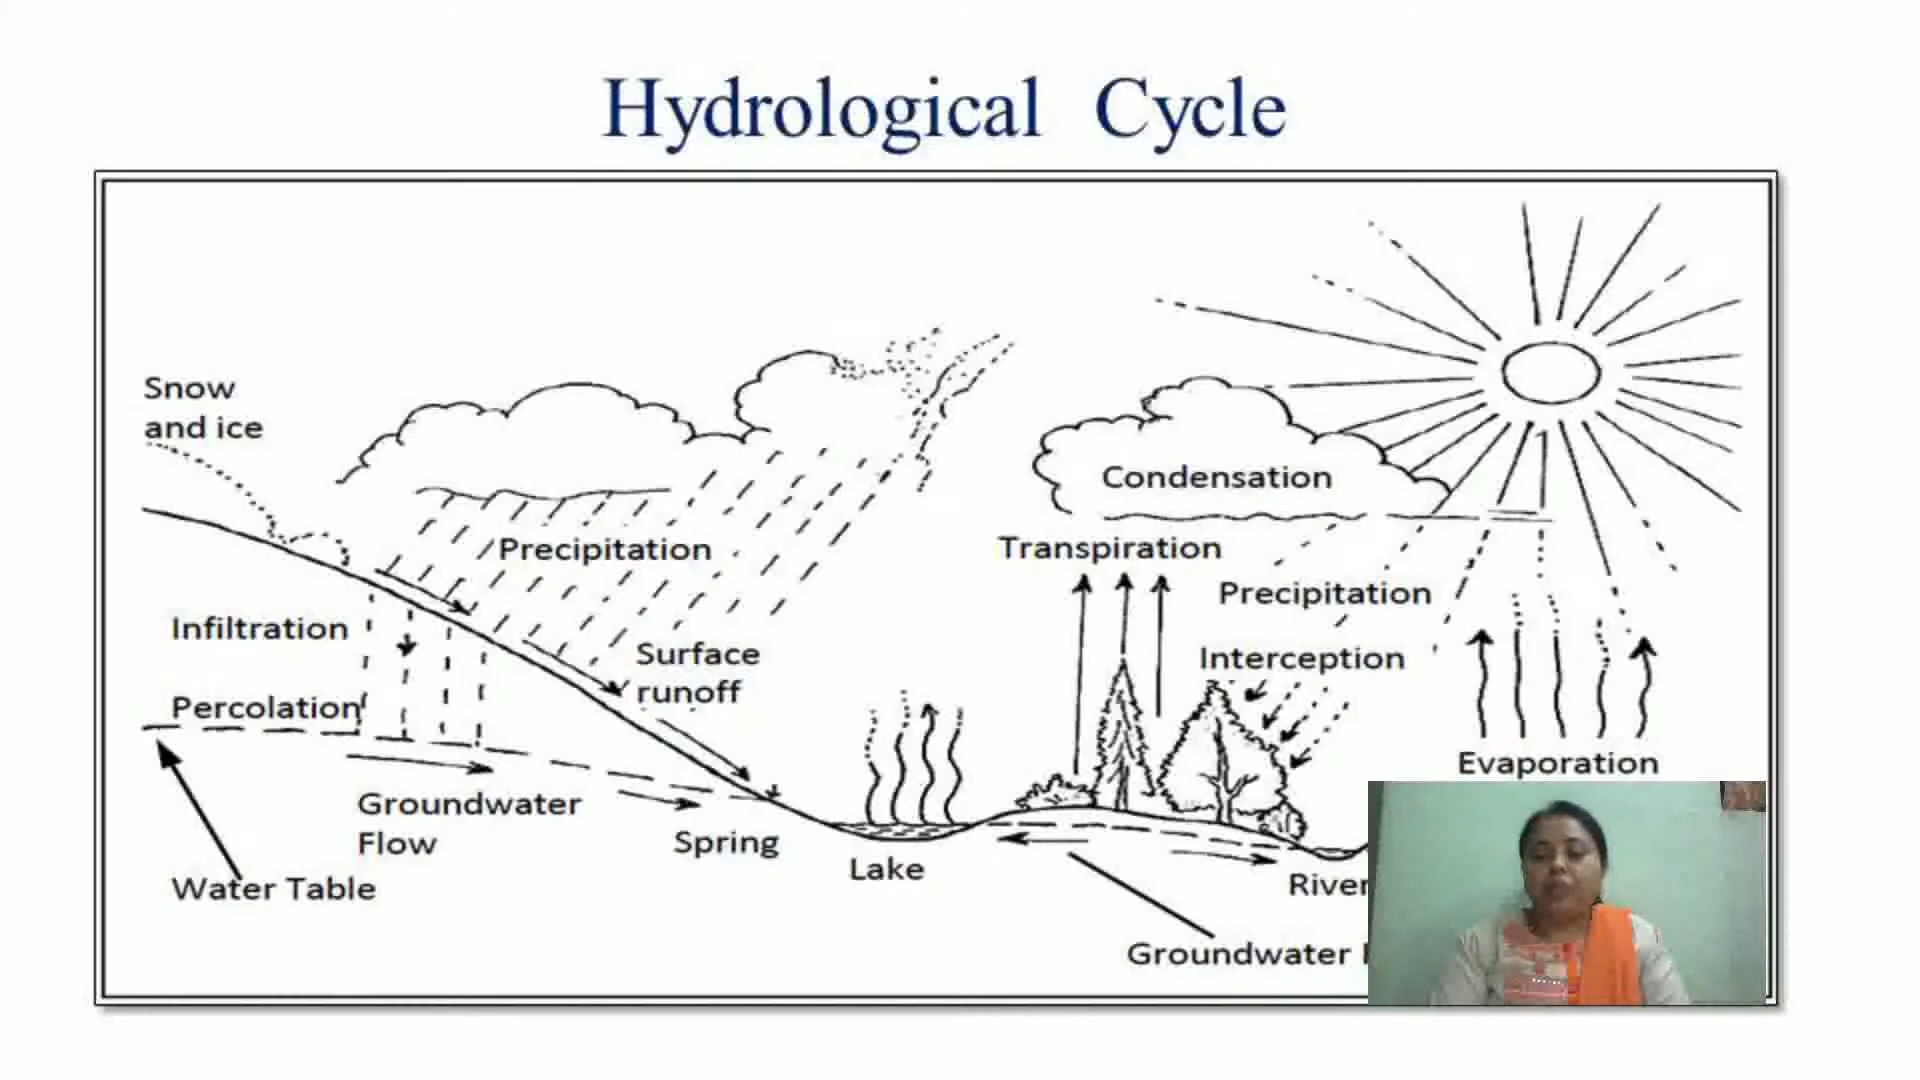 Hydrological Cycle
Snow
and ice
Condensation
Precipitation
Transpiration
Precipitation
Infiltration
Surface
runoff
Interception
Percolation
Evaporation
Groundwater
Flow
Spring
Lake
Water Table
River
Groundwater